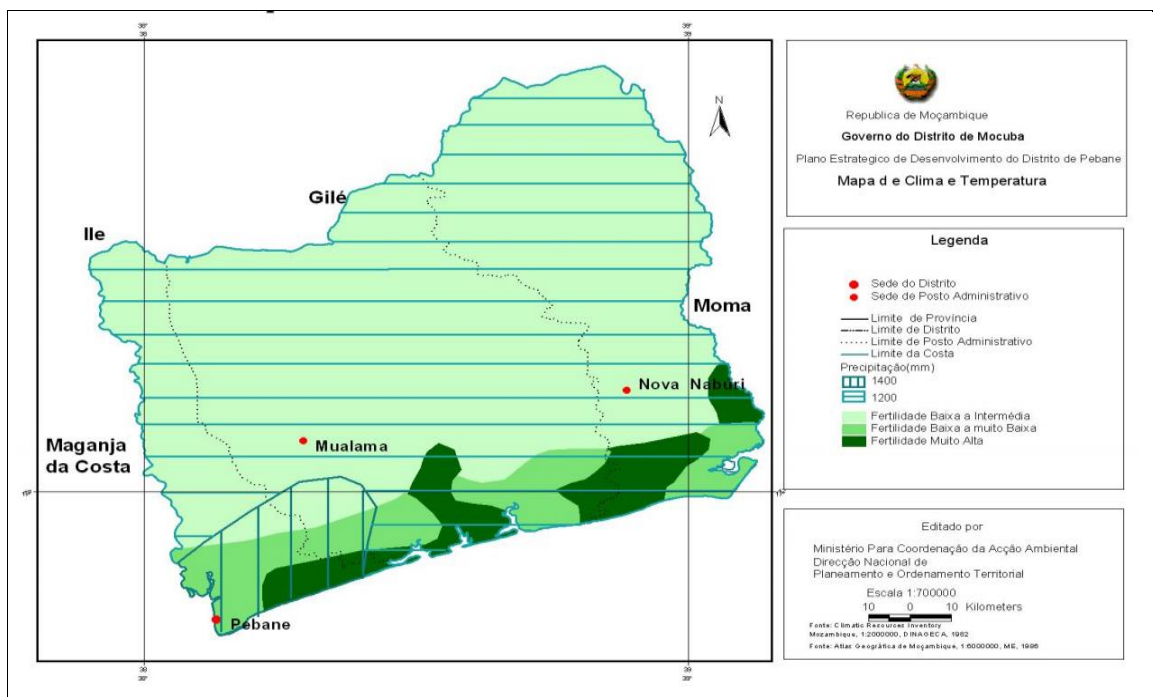 N
Gilé
Ile
Moma
Nova Nabúri
Mualama
Maganja
da Costa
Pebane
Republica de Moçambique
Governo do Distrito de Mocuba
Plano Estrategico de Desenvolvimento do Distrito de Pebane
Mapa d e Clima e Temperatura
Legenda
Sede do Distrito
Sede de Posto Administrativo
Limite de Província
Limite de Distrito
Limite de Posto Administrativo
Limite da Costa
Precipitação(mm)
1400
1200
Fertilidade Baixa a Intermédia
Fertilidade Baixa a muito Baixa
Fertilidade Muito Alta
Editado por
Ministério Para Coordenação da Acção Ambiental
Direcção Nacional de
Planeamento e Ordenamento Territorial
Escala 1:700000
10 0 10 Kilometers
Fonte: Climatic Resources Inventory
Mozambique, 1:2000000, DINAGECA, 1982
Fonte: Atlas Geográfica de Moçambique, 1:6000000, ME, 1986